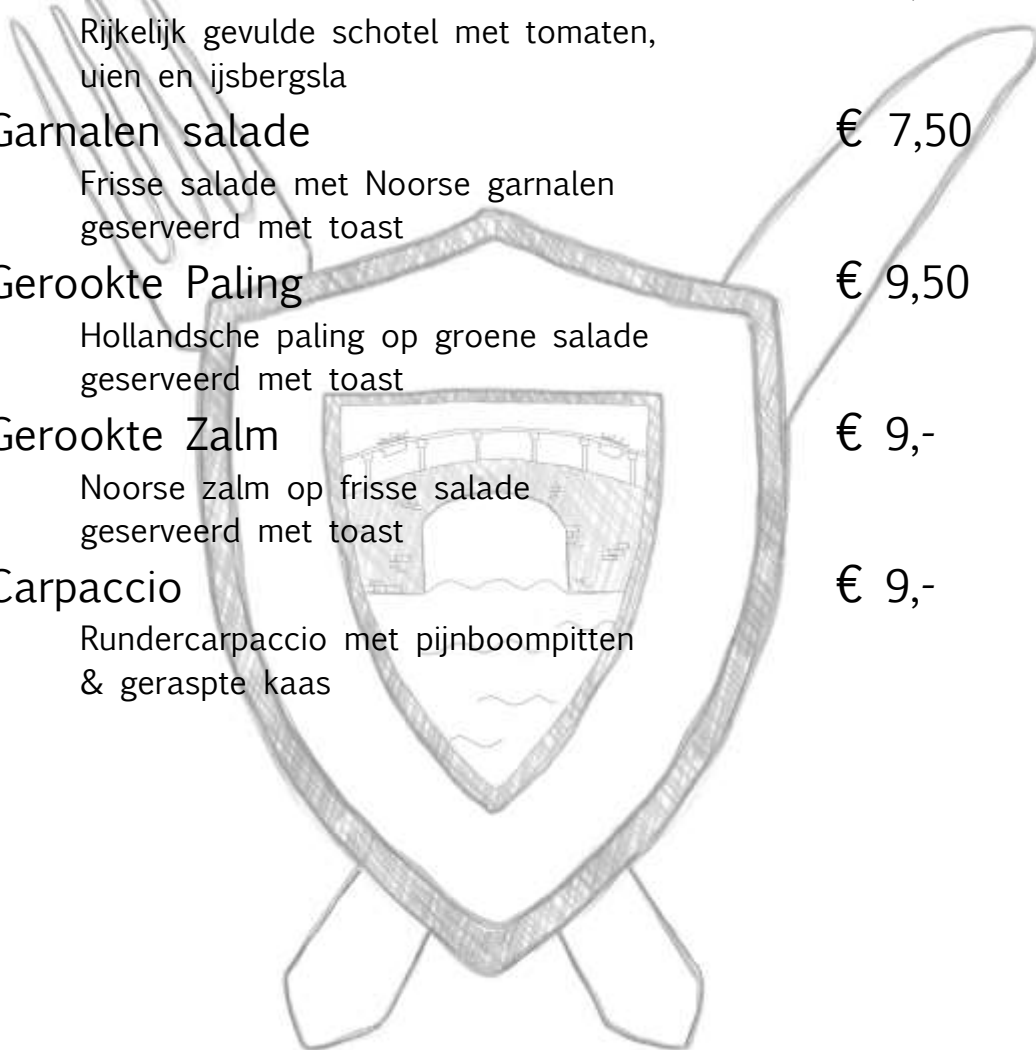 Rijkelijk gevulde schotel met tomaten,
uien en ijsbergsla
Garnalen salade € 7,50
Frisse salade met Noorse garnalen
geserveerd met toast
Gerookte Paling € 9,50
Hollandsche paling op groene salade
geserveerd met toast
Gerookte Zalm € 9,-
Noorse zalm op frisse salade
geserveerd met toast
Carpaccio € 9,-
Rundercarpaccio met pijnboompitten
& geraspte kaas